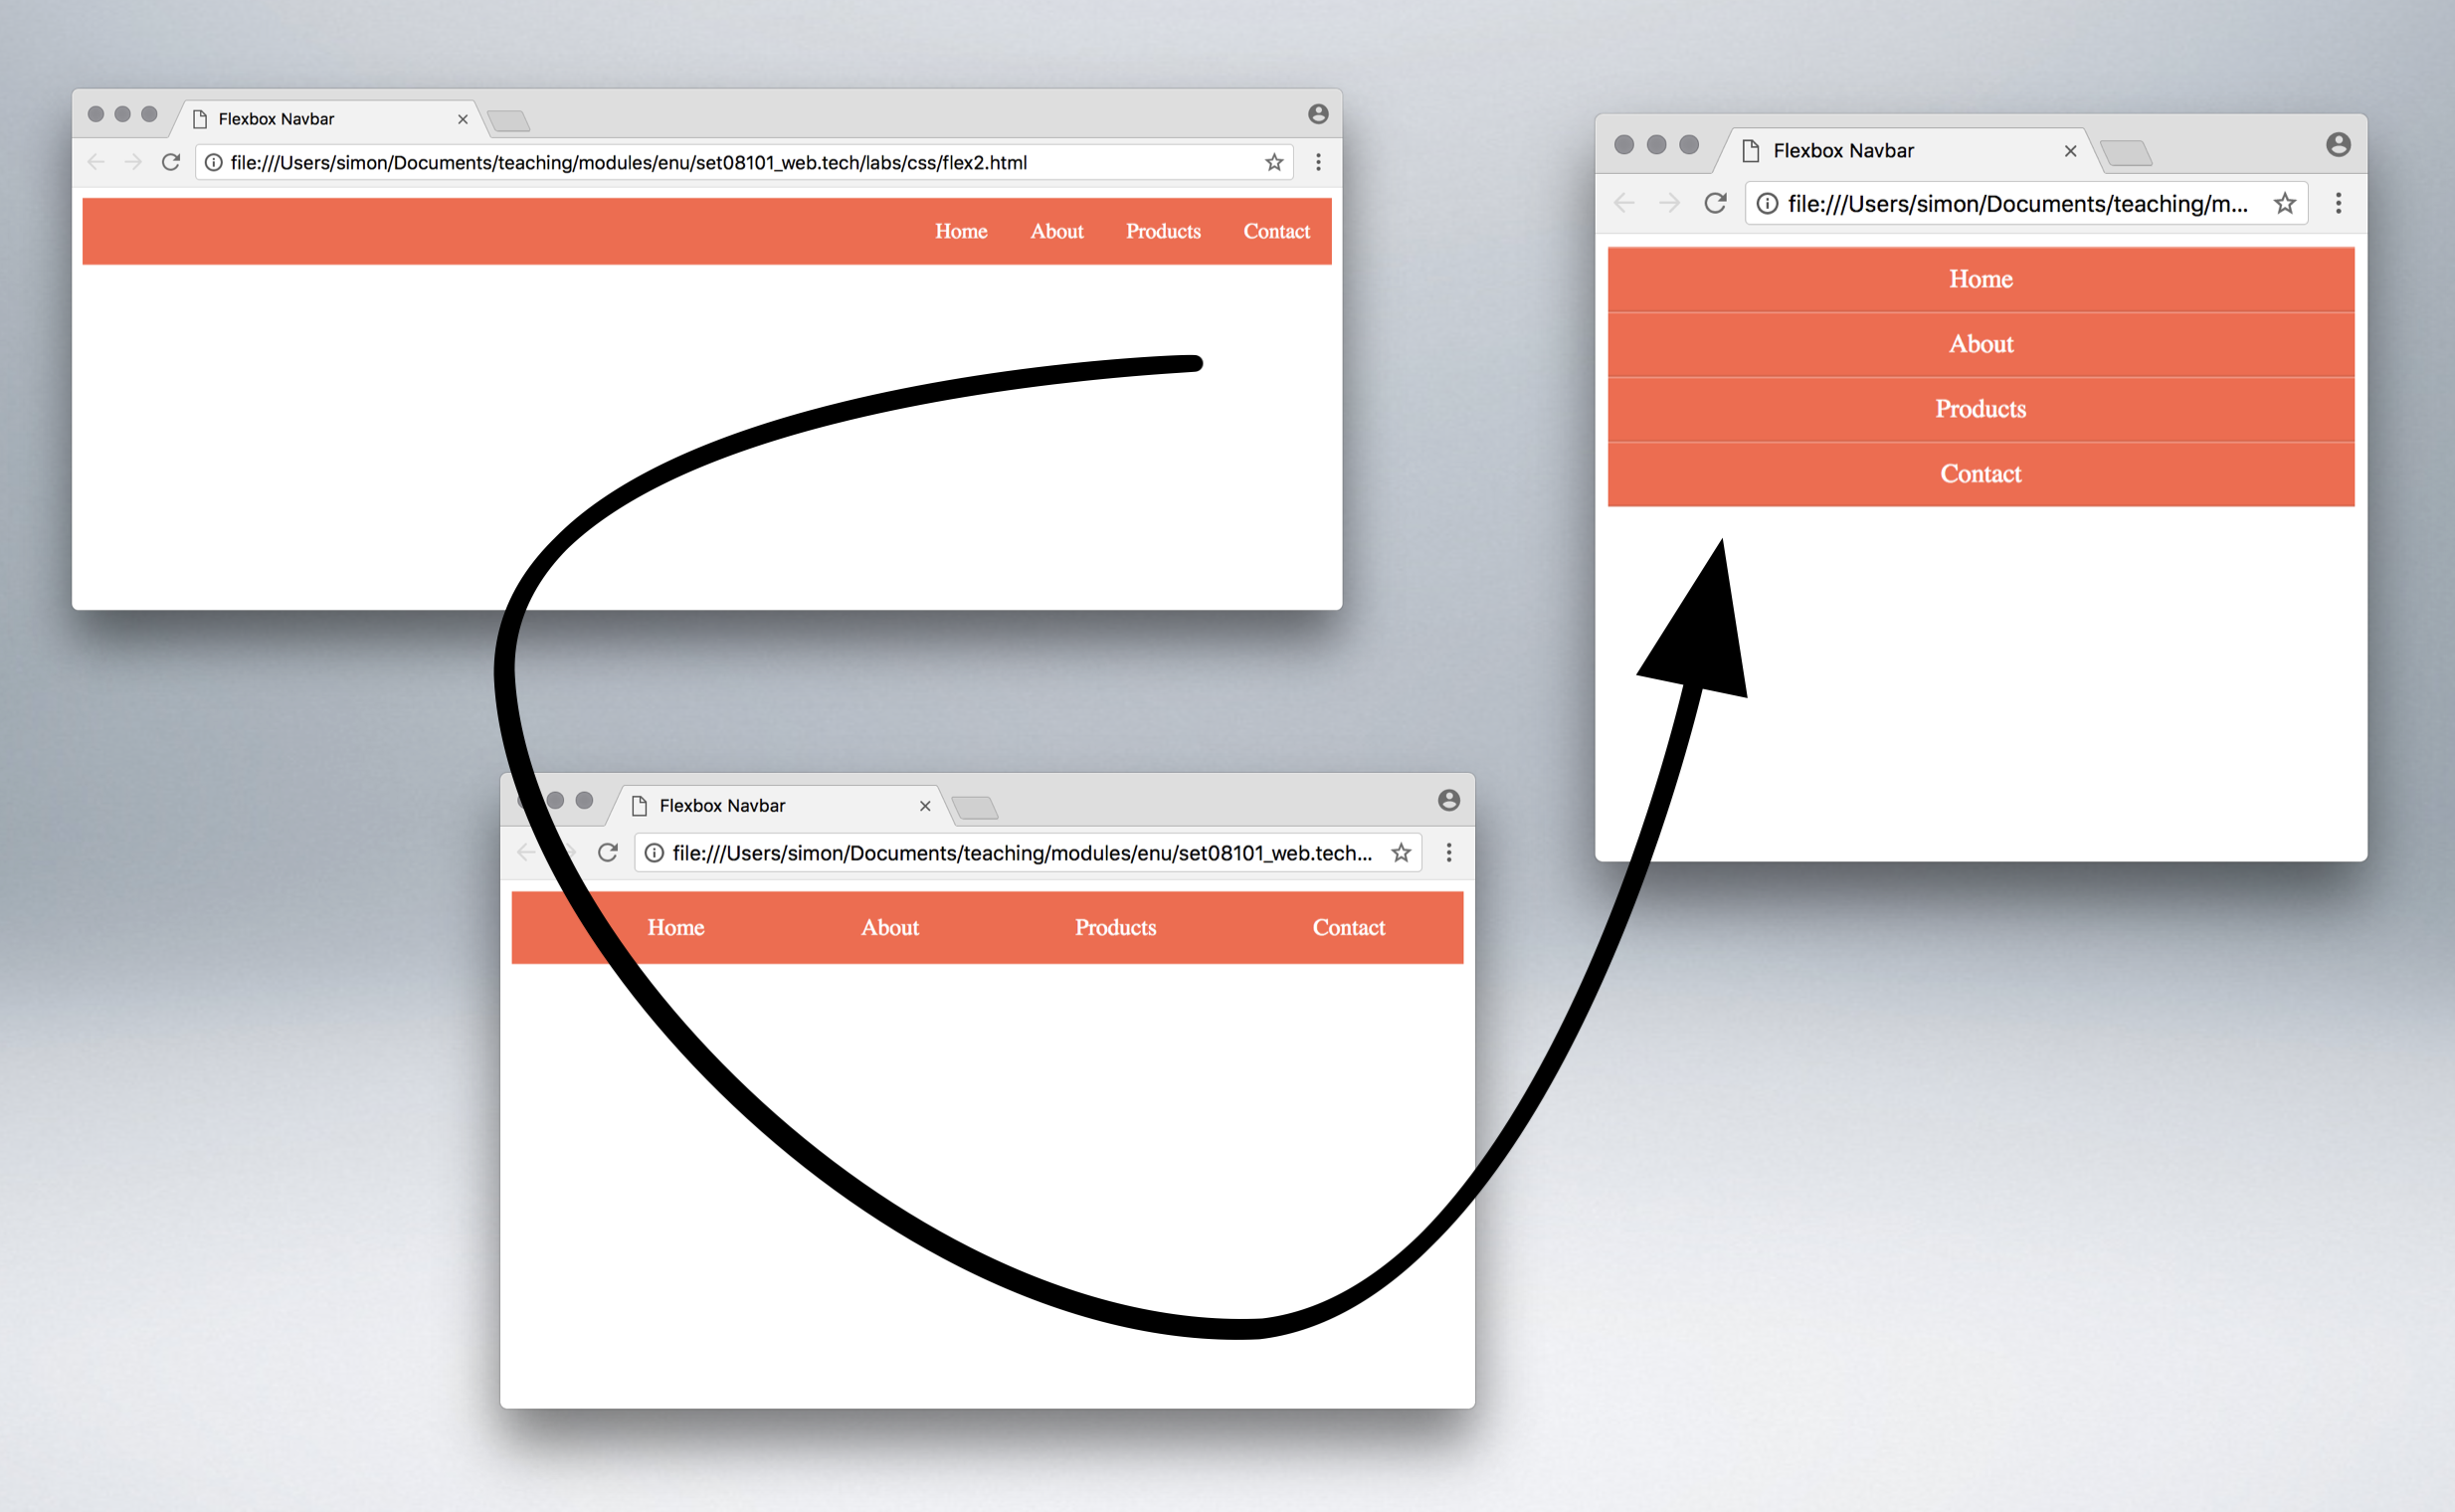 Flexbox Navbar
file:///Users/simon/Documents/teaching/modules/enu/set08101_web.tech/labs/css/flex2.html
Home About Products Contact
Flexbox Navbar
file:///Users/simon/Documents/teaching/modules/enu/set08101_web.tech...
Home About Products Contact
Flexbox Navbar
file:///Users/simon/Documents/teaching/m...
Home
About
Products
Contact